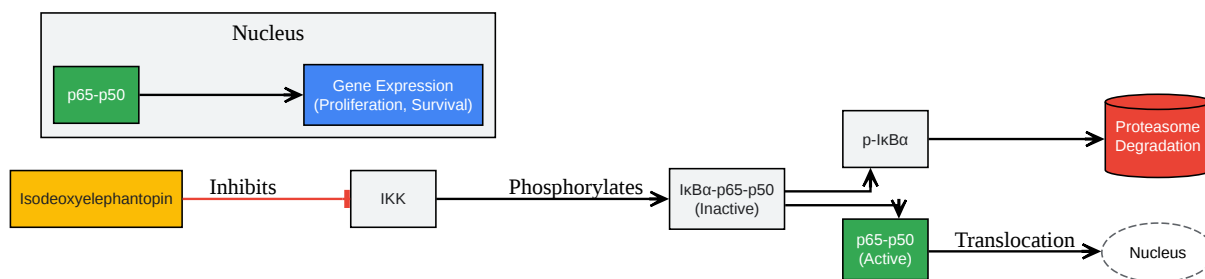 Nucleus
p65-p50
Gene Expression
(Proliferation, Survival)
Isodeoxyelephantopin
Inhibits
IKK
Phosphorylates
IκBα-p65-p50
(Inactive)
p-IκBα
Proteasome
Degradation
p65-p50
(Active)
Translocation
Nucleus